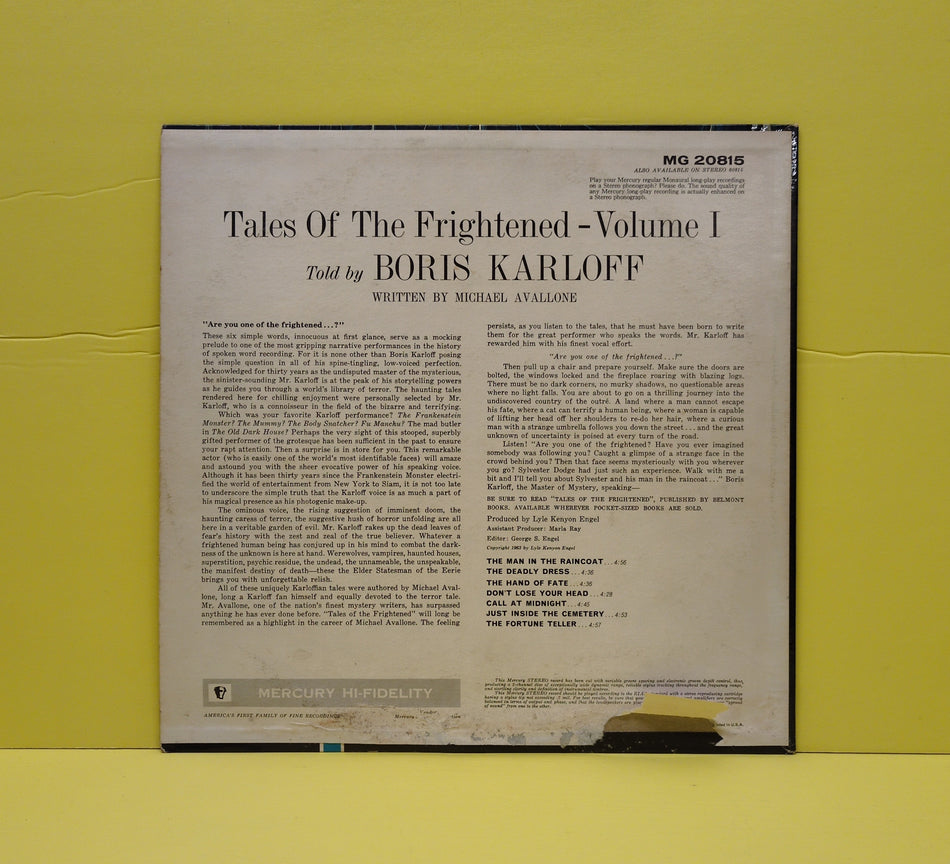 MG 20815
ALSO AVAILABLE ON STEREO 60815
Play your Mercury regular Monaural long-play recordings
on a Stereo phonograph? Please do. The sound quality of
any Mercury long-play recording is actually enhanced on
a Stereo phonograph.
Tales Of The Frightened – Volume I
Told by BORIS KARLOFF
WRITTEN BY MICHAEL AVALLONE
"Are you one of the frightened...?"
These six simple words, innocuous at first glance, serve as a mocking
prelude to one of the most gripping narrative performances in the history
of spoken word recording. For it is none other than Boris Karloff posing
the simple question in all of his spine-tingling, low-voiced perfection.
Acknowledged for thirty years as the undisputed master of the mysterious,
the sinister-sounding Mr. Karloff is at the peak of his storytelling powers
as he guides you through a world's library of terror. The haunting tales
rendered here for chilling enjoyment were personally selected by Mr.
Karloff, who is a connoisseur in the field of the bizarre and terrifying.
Which was your favorite Karloff performance? The Frankenstein
Monster? The Mummy? The Body Snatcher? Fu Manchu? The mad butler
in The Old Dark House? Perhaps the very sight of this stooped, superbly
gifted performer of the grotesque has been sufficient in the past to ensure
your rapt attention. Then a surprise is in store for you. This remarkable
actor (who is easily one of the world's most identifiable faces) will amaze
and astound you with the sheer evocative power of his speaking voice.
Although it has been thirty years since the Frankenstein Monster electri-
fied the world of entertainment from New York to Siam, it is not too late
to underscore the simple truth that the Karloff voice is as much a part of
his magical presence as his photogenic make-up.
The ominous voice, the rising suggestion of imminent doom, the
haunting caress of terror, the suggestive hush of horror unfolding are all
here in a veritable garden of evil. Mr. Karloff rakes up the dead leaves of
fear's history with the zest and zeal of the true believer. Whatever a
frightened human being has conjured up in his mind to combat the dark-
ness of the unknown is here at hand. Werewolves, vampires, haunted houses,
superstition, psychic residue, the undead, the unnameable, the unspeakable,
the manifest destiny of death—these the Elder Statesman of the Eerie
brings you with unforgettable relish.
All of these uniquely Karloffian tales were authored by Michael Aval-
lone, long a Karloff fan himself and equally devoted to the terror tale.
Mr. Avallone, one of the nation's finest mystery writers, has surpassed
anything he has ever done before. "Tales of the Frightened" will long be
remembered as a highlight in the career of Michael Avallone. The feeling
persists, as you listen to the tales, that he must have been born to write
them for the great performer who speaks the words. Mr. Karloff has
rewarded him with his finest vocal effort.
"Are you one of the frightened...?"
Then pull up a chair and prepare yourself. Make sure the doors are
bolted, the windows locked and the fireplace roaring with blazing logs.
There must be no dark corners, no murky shadows, no questionable areas
where no light falls. You are about to go on a thrilling journey into the
undiscovered country of the outré. A land where a man cannot escape
his fate, where a cat can terrify a human being, where a woman is capable
of lifting her head off her shoulders to re-do her hair, where a curious
man with a strange umbrella follows you down the street...and the great
unknown of uncertainty is poised at every turn of the road.
Listen! "Are you one of the frightened? Have you ever imagined
somebody was following you? Caught a glimpse of a strange face in the
crowd behind you? Then that face seems mysteriously with you wherever
you go? Sylvester Dodge had just such an experience. Walk with me a
bit and I'll tell you about Sylvester and his man in the raincoat..." Boris
Karloff, the Master of Mystery, speaking—
BE SURE TO READ "TALES OF THE FRIGHTENED", PUBLISHED BY BELMONT
BOOKS. AVAILABLE WHEREVER POCKET-SIZED BOOKS ARE SOLD.
Produced by Lyle Kenyon Engel
Assistant Producer: Marla Ray
Editor: George S. Engel
Copyright 1963 by Lyle Kenyon Engel
THE MAN IN THE RAINCOAT...4:56
THE DEADLY DRESS...4:36
THE HAND OF FATE...4:36
DON'T LOSE YOUR HEAD...4:28
CALL AT MIDNIGHT...4:45
JUST INSIDE THE CEMETERY...4:53
THE FORTUNE TELLER...4:57
MERCURY HI-FIDELITY
AMERICA'S FIRST FAMILY OF FINE RECORDINGS
Vendor.
Mercury
This Mercury STEREO record has been cut with variable groove spacing and electronic groove depth control, thus,